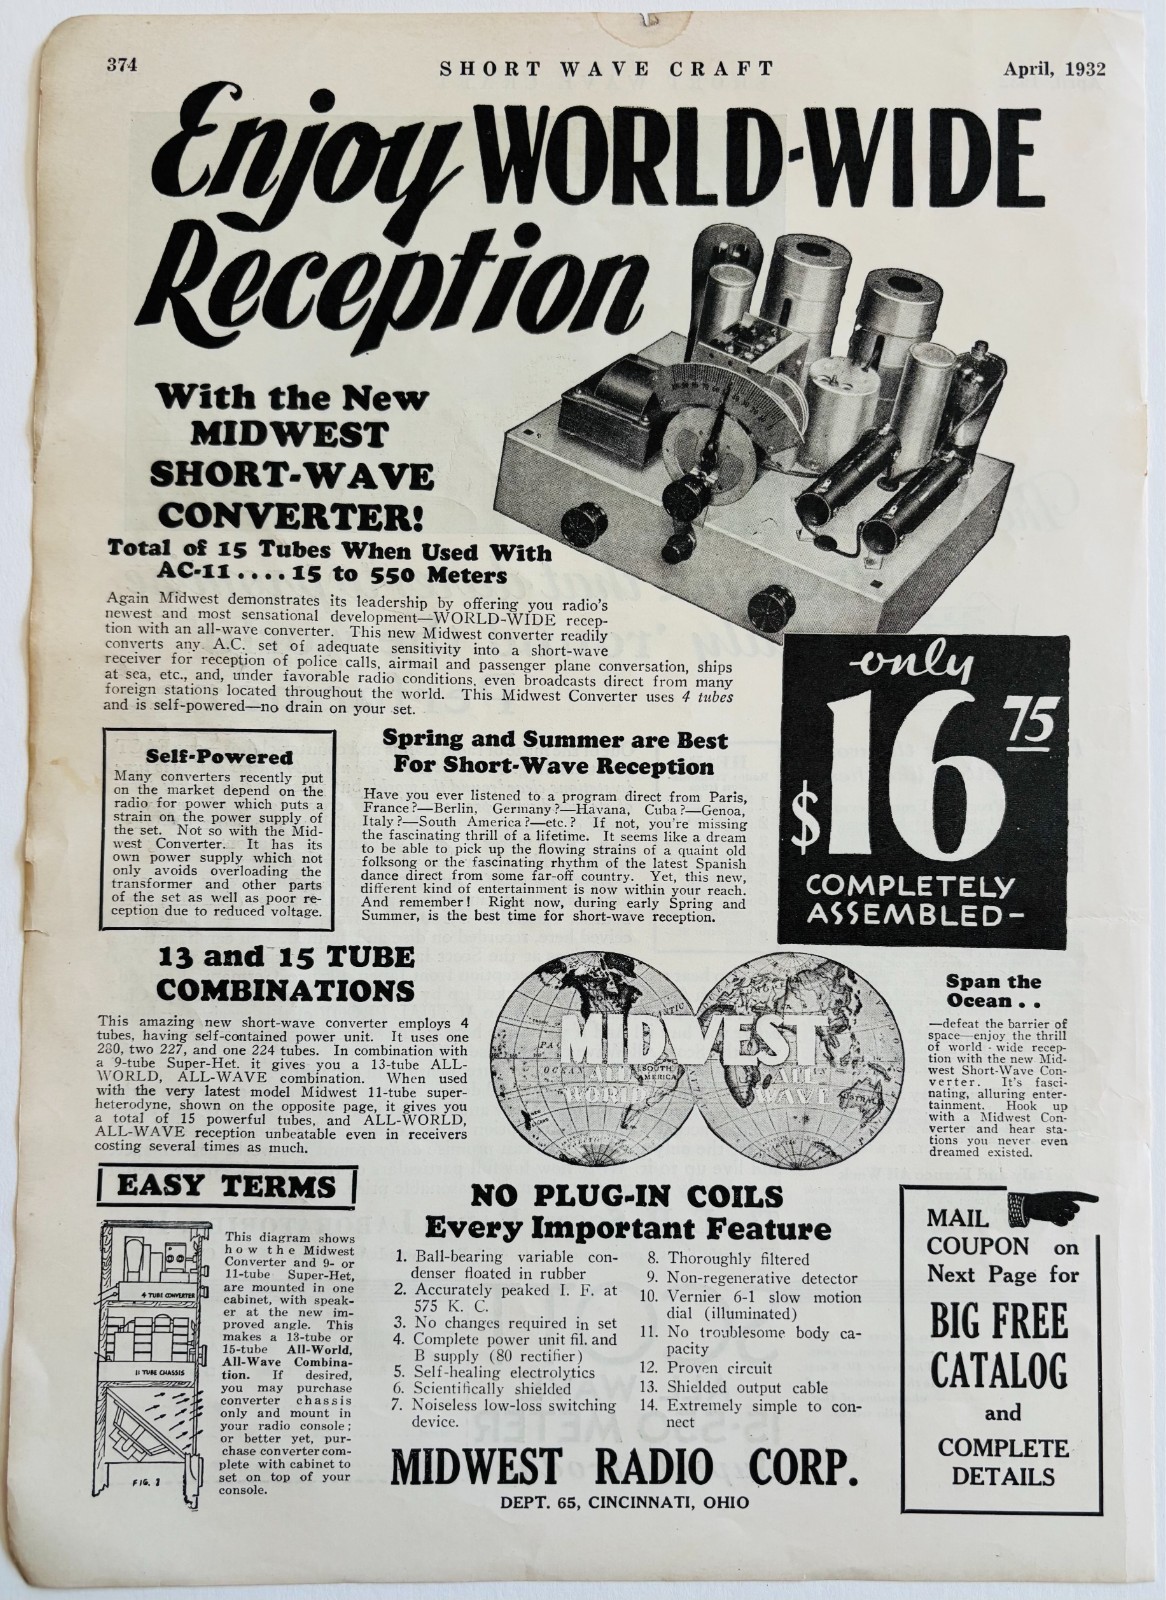 374
SHORT WAVE CRAFT
April, 1932
Enjoy WORLD-WIDE
Reception
With the New
MIDWEST
SHORT-WAVE
CONVERTER!
Total of 15 Tubes When Used With
AC-11....15 to 550 Meters
Again Midwest demonstrates its leadership by offering you radio's
newest and most sensational development—WORLD-WIDE recep-
tion with an all-wave converter. This new Midwest converter readily
converts any A.C. set of adequate sensitivity into a short-wave
receiver for reception of police calls, airmail and passenger plane conversation, ships
at sea, etc., and, under favorable radio conditions, even broadcasts direct from many
foreign stations located throughout the world. This Midwest Converter uses 4 tubes
and is self-powered—no drain on your set.
only
$16 75
COMPLETELY
ASSEMBLED-
Self-Powered
Many converters recently put
on the market depend on the
radio for power which puts a
strain on the power supply of
the set. Not so with the Mid-
west Converter. It has its
own power supply which not
only avoids overloading the
transformer and other parts
of the set as well as poor re-
ception due to reduced voltage.
Spring and Summer are Best
For Short-Wave Reception
Have you ever listened to a program direct from Paris,
France?—Berlin, Germany?—Havana, Cuba?—Genoa,
Italy?—South America?—etc.? If not, you're missing
the fascinating thrill of a lifetime. It seems like a dream
to be able to pick up the flowing strains of a quaint old
folksong or the fascinating rhythm of the latest Spanish
dance direct from some far-off country. Yet, this new,
different kind of entertainment is now within your reach.
And remember! Right now, during early Spring and
Summer, is the best time for short-wave reception.
13 and 15 TUBE
COMBINATIONS
This amazing new short-wave converter employs 4
tubes, having self-contained power unit. It uses one
280, two 227, and one 224 tubes. In combination with
a 9-tube Super-Het. it gives you a 13-tube ALL-
WORLD, ALL-WAVE combination. When used
with the very latest model Midwest 11-tube super-
heterodyne, shown on the opposite page, it gives you
a total of 15 powerful tubes, and ALL-WORLD,
ALL-WAVE reception unbeatable even in receivers
costing several times as much.
MIDWEST
ALL WORLD
ALL WAVE
SOUTH AMERICA
Span the
Ocean . .
—defeat the barrier of
space—enjoy the thrill
of world-wide recep-
tion with the new Mid-
west Short-Wave Con-
verter. It's fasci-
nating, alluring enter-
tainment. Hook up
with a Midwest Con-
verter and hear sta-
tions you never even
dreamed existed.
EASY TERMS
4 TUBE CONVERTER
11 TUBE CHASSIS
FIG. 1
This diagram shows
how the Midwest
Converter and 9- or
11-tube Super-Het,
are mounted in one
cabinet, with speak-
er at the new im-
proved angle. This
makes a 13-tube or
15-tube All-World,
All-Wave Combina-
tion. If desired,
you may purchase
converter chassis
only and mount in
your radio console;
or better yet, pur-
chase converter com-
plete with cabinet to
set on top of your
console.
NO PLUG-IN COILS
Every Important Feature
1. Ball-bearing variable con-
denser floated in rubber
2. Accurately peaked I. F. at
575 K. C.
3. No changes required in set
4. Complete power unit fil. and
B supply (80 rectifier)
5. Self-healing electrolytics
6. Scientifically shielded
7. Noiseless low-loss switching
device.
8. Thoroughly filtered
9. Non-regenerative detector
10. Vernier 6-1 slow motion
dial (illuminated)
11. No troublesome body ca-
pacity
12. Proven circuit
13. Shielded output cable
14. Extremely simple to con-
nect
MIDWEST RADIO CORP.
DEPT. 65, CINCINNATI, OHIO
MAIL
COUPON on
Next Page for
BIG FREE
CATALOG
and
COMPLETE
DETAILS